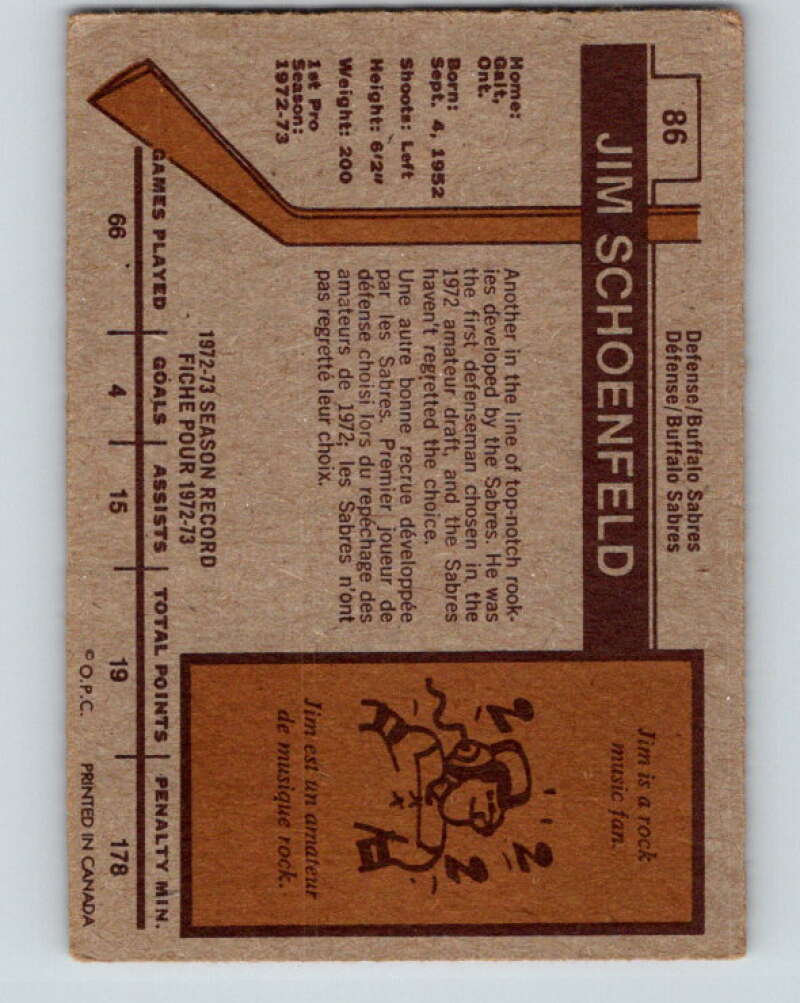 86
JIM SCHOENFELD
Defense/Buffalo Sabres
Défense/Buffalo Sabres
Home:
Galt,
Ont.
Born:
Sept. 4, 1952
Shoots: Left
Height: 6'2"
Weight: 200
1st Pro
Season:
1972-73
Another in the line of top-notch rook-
ies developed by the Sabres. He was
the first defenseman chosen in the
1972 amateur draft, and the Sabres
haven't regretted the choice.
Une autre bonne recrue développée
par les Sabres. Premier joueur de
défense choisi lors du repêchage des
amateurs de 1972; les Sabres n'ont
pas regretté leur choix.
Jim is a rock
music fan.
Jim est un amateur
de musique rock.
1972-73 SEASON RECORD
FICHE POUR 1972-73
GAMES PLAYED GOALS ASSISTS TOTAL POINTS PENALTY MIN.
66 4 15 19 178
© O.P.C. PRINTED IN CANADA